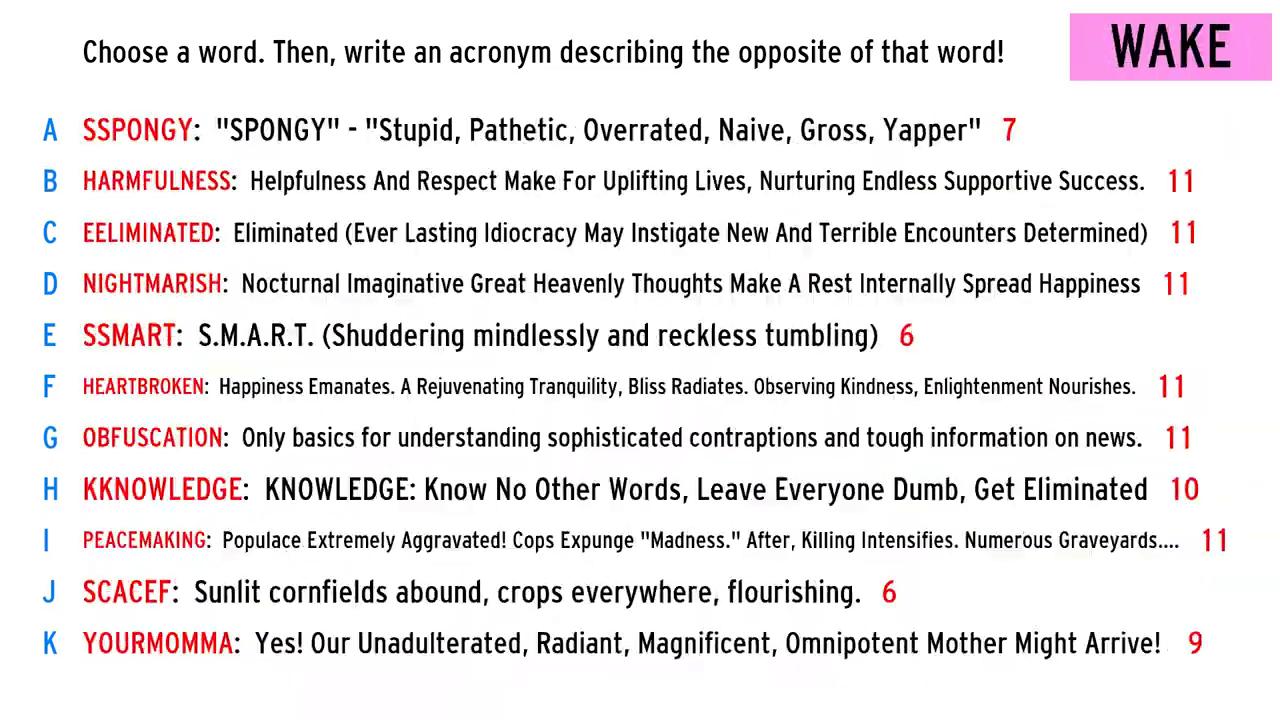 Choose a word. Then, write an acronym describing the opposite of that word!
WAKE
A SSPONGY: "SPONGY" - "Stupid, Pathetic, Overrated, Naive, Gross, Yapper" 7
B HARMFULNESS: Helpfulness And Respect Make For Uplifting Lives, Nurturing Endless Supportive Success. 11
C EELIMINATED: Eliminated (Ever Lasting Idiocracy May Instigate New And Terrible Encounters Determined) 11
D NIGHTMARISH: Nocturnal Imaginative Great Heavenly Thoughts Make A Rest Internally Spread Happiness 11
E SSMART: S.M.A.R.T. (Shuddering mindlessly and reckless tumbling) 6
F HEARTBROKEN: Happiness Emanates. A Rejuvenating Tranquility, Bliss Radiates. Observing Kindness, Enlightenment Nourishes. 11
G OBFUSCATION: Only basics for understanding sophisticated contraptions and tough information on news. 11
H KKNOWLEDGE: KNOWLEDGE: Know No Other Words, Leave Everyone Dumb, Get Eliminated 10
I PEACEMAKING: Populace Extremely Aggravated! Cops Expunge "Madness." After, Killing Intensifies. Numerous Graveyards.... 11
J SCACEF: Sunlit cornfields abound, crops everywhere, flourishing. 6
K YOURMOMMA: Yes! Our Unadulterated, Radiant, Magnificent, Omnipotent Mother Might Arrive! 9